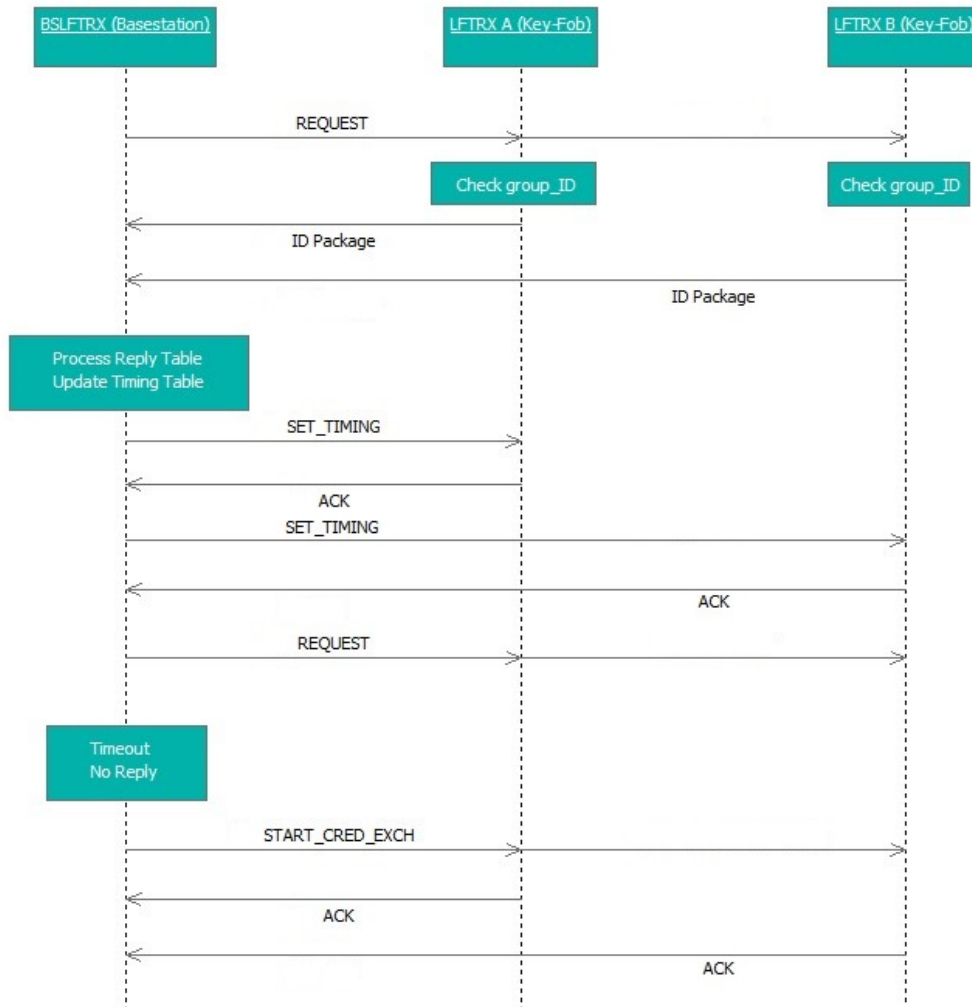 BSLFTRX (Basestation)
LFTRX A (Key-Fob)
LFTRX B (Key-Fob)
REQUEST
Check group_ID
Check group_ID
ID Package
ID Package
Process Reply Table
Update Timing Table
SET_TIMING
ACK
SET_TIMING
ACK
REQUEST
Timeout
No Reply
START_CRED_EXCH
ACK
ACK